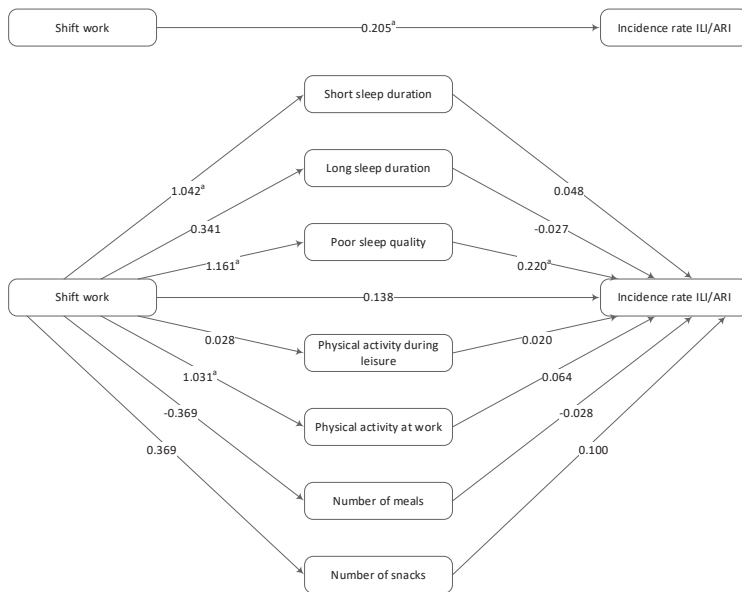 Shift work
0.205ᵃ
Incidence rate ILI/ARI
Short sleep duration
Long sleep duration
1.042ᵃ
0.048
0.341
-0.027
Poor sleep quality
1.161ᵃ
0.220ᵃ
Shift work
0.138
Incidence rate ILI/ARI
0.028
Physical activity during
leisure
0.020
1.031ᵃ
0.064
-0.369
Physical activity at work
-0.028
0.369
0.100
Number of meals
Number of snacks